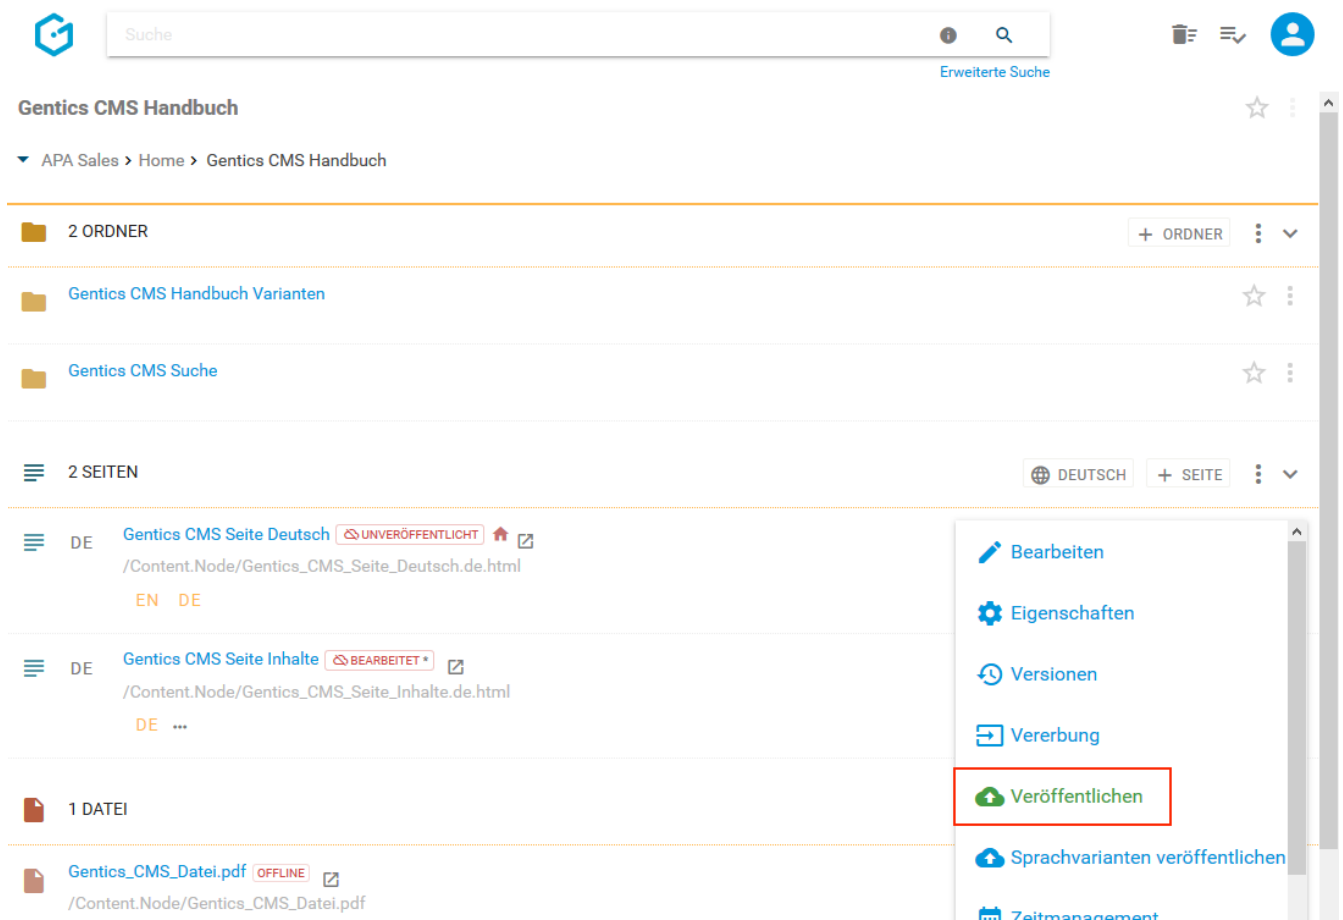 Suche
Erweiterte Suche
Gentics CMS Handbuch
APA Sales > Home > Gentics CMS Handbuch
2 ORDNER
+ ORDNER
Gentics CMS Handbuch Varianten
Gentics CMS Suche
2 SEITEN
DEUTSCH
+ SEITE
DE
Gentics CMS Seite Deutsch
UNVERÖFFENTLICHT
/Content.Node/Gentics_CMS_Seite_Deutsch.de.html
EN DE
DE
Gentics CMS Seite Inhalte
BEARBEITET *
/Content.Node/Gentics_CMS_Seite_Inhalte.de.html
DE ...
1 DATEI
Gentics_CMS_Datei.pdf
OFFLINE
/Content.Node/Gentics_CMS_Datei.pdf
Bearbeiten
Eigenschaften
Versionen
Vererbung
Veröffentlichen
Sprachvarianten veröffentlichen
Zeitmanagement